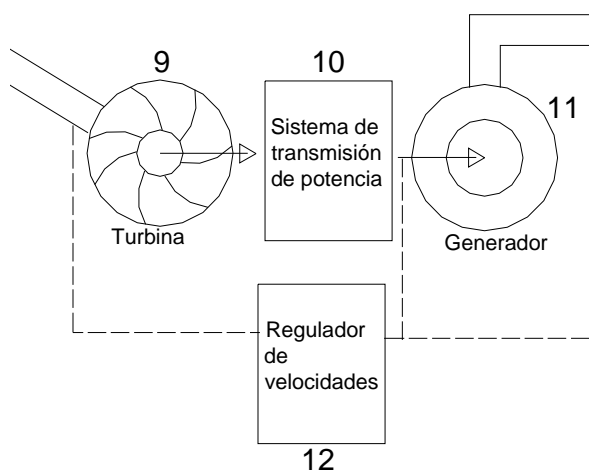 9
10
11
Sistema de
transmisión
de potencia
Turbina
Generador
Regulador
de
velocidades
12